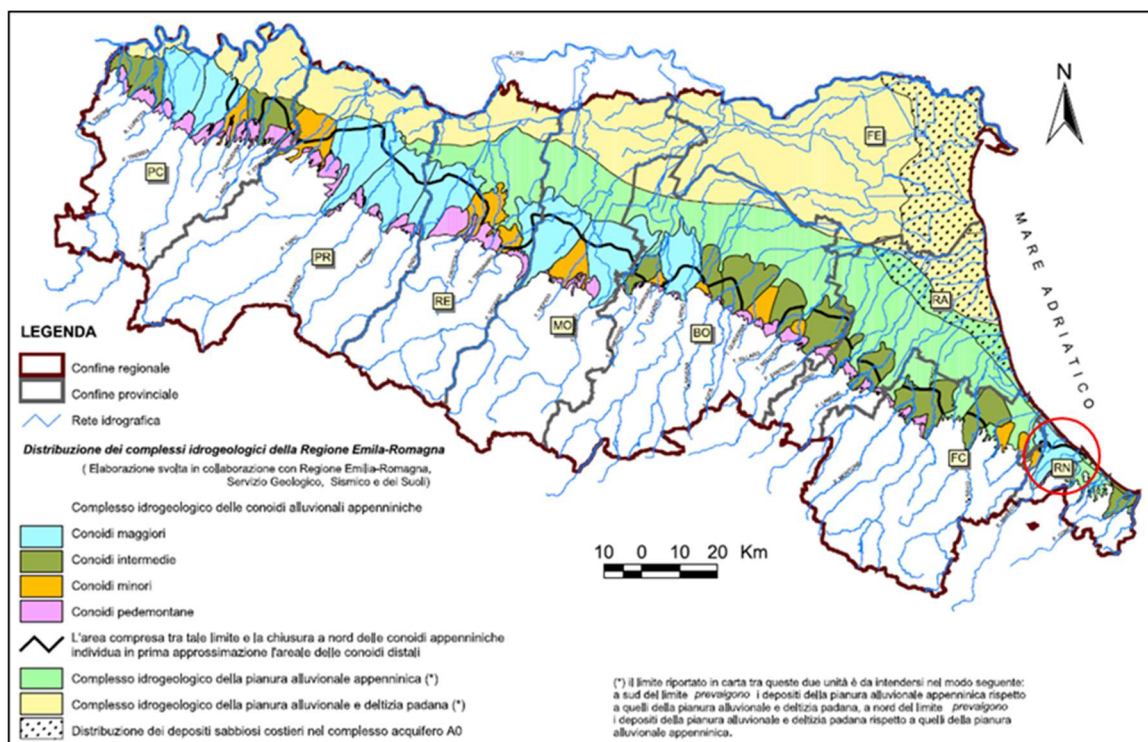 F. PO
N
PC
PR
RE
MO
BO
FE
RA
FC
RN
MARE ADRIATICO
LEGENDA
Confine regionale
Confine provinciale
Rete idrografica
Distribuzione dei complessi idrogeologici della Regione Emila-Romagna
( Elaborazione svolta in collaborazione con Regione Emilia-Romagna,
Servizio Geologico, Sismico e dei Suoli)
Complesso idrogeologico delle conoidi alluvionali appenniniche
Conoidi maggiori
Conoidi intermedie
Conoidi minori
Conoidi pedemontane
L'area compresa tra tale limite e la chiusura a nord delle conoidi appenniniche
individua in prima approssimazione l'areale delle conoidi distali
Complesso idrogeologico della pianura alluvionale appenninica (*)
Complesso idrogeologico della pianura alluvionale e deltizia padana (*)
Distribuzione dei depositi sabbiosi costieri nel complesso acquifero A0
10 0 10 20 Km
(*) il limite riportato in carta tra queste due unità è da intendersi nel modo seguente:
a sud del limite prevalgono i depositi della pianura alluvionale appenninica rispetto
a quelli della pianura alluvionale e deltizia padana, a nord del limite prevalgono
i depositi della pianura alluvionale e deltizia padana rispetto a quelli della pianura
alluvionale appenninica.